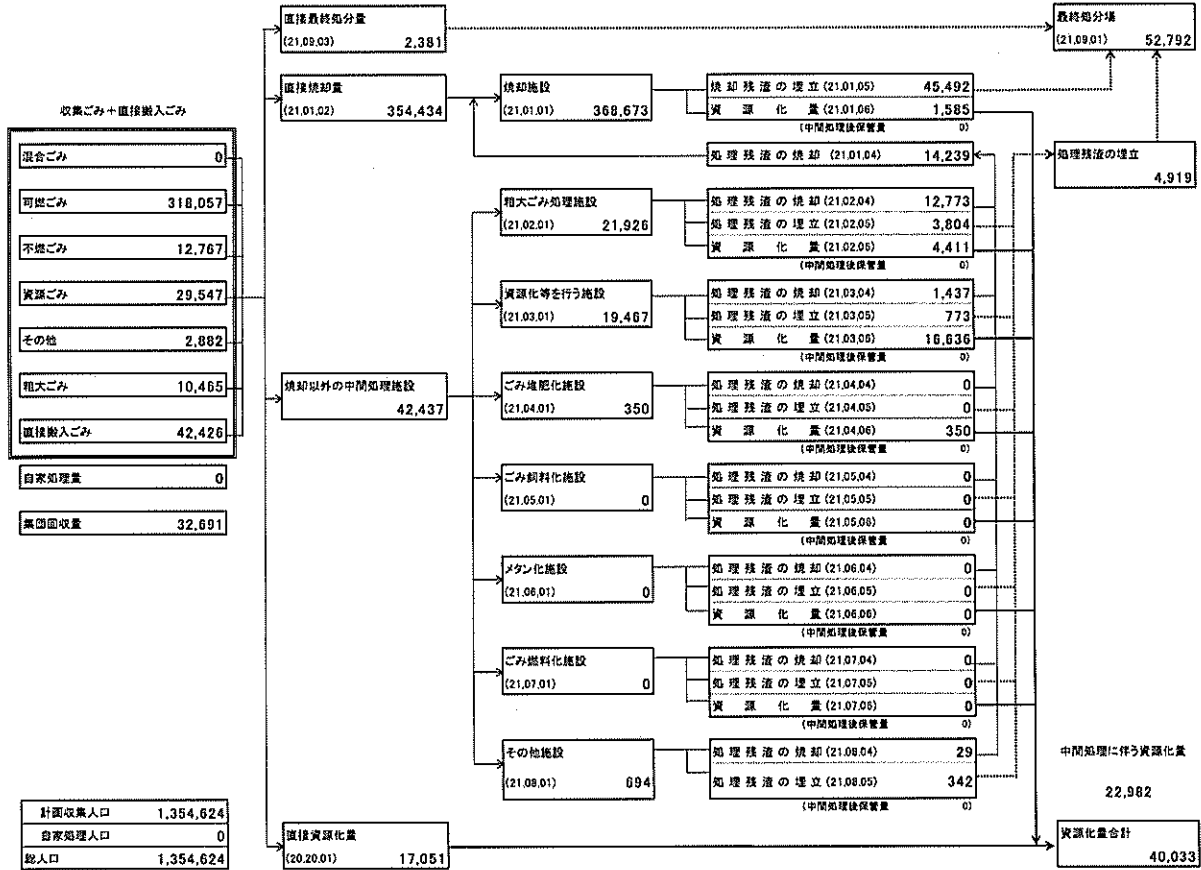 直接最終処分量
(21.09.03) 2,381
最終処分場
(21.09.01) 52,792
収集ごみ+直接搬入ごみ
混合ごみ 0
可燃ごみ 318,057
不燃ごみ 12,767
資源ごみ 29,547
その他 2,882
粗大ごみ 10,465
直接搬入ごみ 42,426
自家処理量 0
集団回収量 32,691
直接焼却量
(21.01.02) 354,434
焼却施設
(21.01.01) 368,673
焼却残渣の埋立(21.01.05) 45,492
資源化量(21.01.06) 1,585
(中間処理後保管量 0)
処理残渣の焼却 (21.01.04) 14,239
処理残渣の埋立
4,919
焼却以外の中間処理施設
42,437
粗大ごみ処理施設
(21.02.01) 21,926
処理残渣の焼却(21.02.04) 12,773
処理残渣の埋立(21.02.05) 3,804
資源化量(21.02.06) 4,411
(中間処理後保管量 0)
資源化等を行う施設
(21.03.01) 19,467
処理残渣の焼却(21.03.04) 1,437
処理残渣の埋立(21.03.05) 773
資源化量(21.03.06) 16,636
(中間処理後保管量 0)
ごみ堆肥化施設
(21.04.01) 350
処理残渣の焼却(21.04.04) 0
処理残渣の埋立(21.04.05) 0
資源化量(21.04.06) 350
(中間処理後保管量 0)
ごみ飼料化施設
(21.05.01) 0
処理残渣の焼却(21.05.04) 0
処理残渣の埋立(21.05.05) 0
資源化量(21.05.06) 0
(中間処理後保管量 0)
メタン化施設
(21.06.01) 0
処理残渣の焼却(21.06.04) 0
処理残渣の埋立(21.06.05) 0
資源化量(21.06.06) 0
(中間処理後保管量 0)
ごみ燃料化施設
(21.07.01) 0
処理残渣の焼却(21.07.04) 0
処理残渣の埋立(21.07.05) 0
資源化量(21.07.06) 0
(中間処理後保管量 0)
その他施設
(21.08.01) 694
処理残渣の焼却(21.08.04) 29
処理残渣の埋立(21.08.05) 342
(中間処理後保管量 0)
中間処理に伴う資源化量
22,982
計画収集人口 1,354,624
自家処理人口 0
総人口 1,354,624
直接資源化量
(20.20.01) 17,051
資源化量合計
40,033